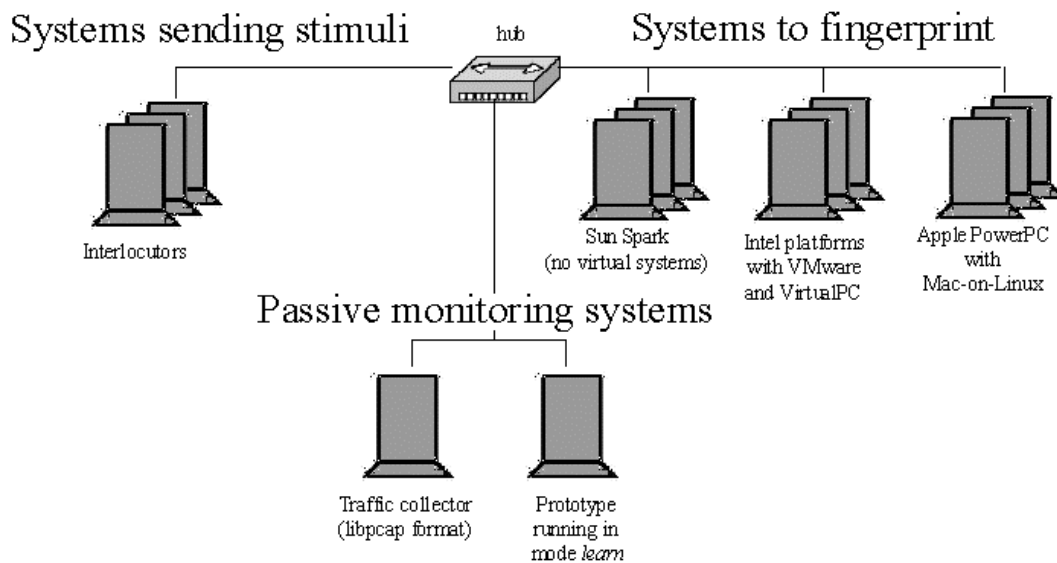 Systems sending stimuli
hub
Systems to fingerprint
Interlocutors
Sun Spark
(no virtual systems)
Intel platforms
with VMware
and VirtualPC
Apple PowerPC
with
Mac-on-Linux
Passive monitoring systems
Traffic collector
(libpcap format)
Prototype
running in
mode learn